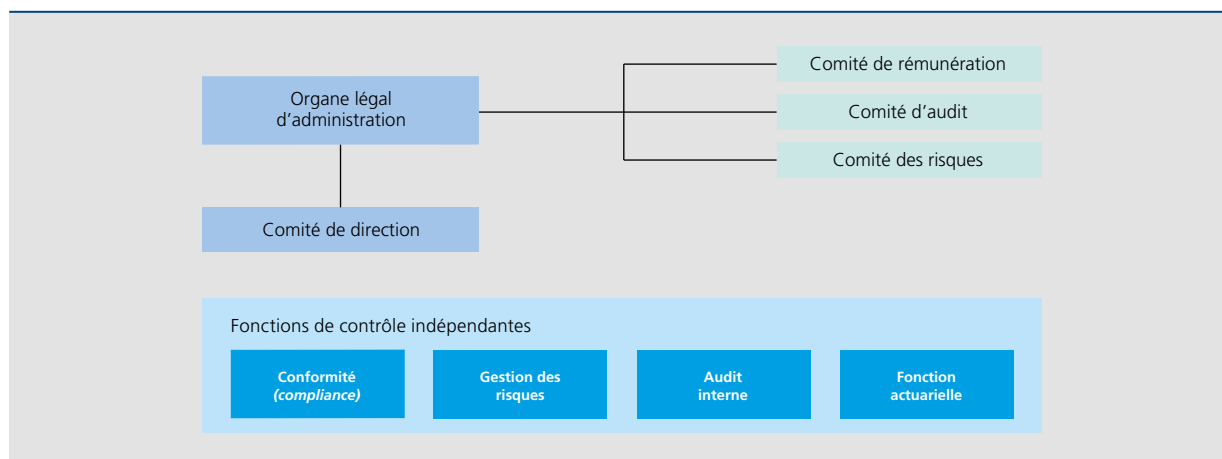 Organe légal
d’administration
Comité de rémunération
Comité d’audit
Comité des risques
Comité de direction
Fonctions de contrôle indépendantes
Conformité
(compliance)
Gestion des
risques
Audit
interne
Fonction
actuarielle